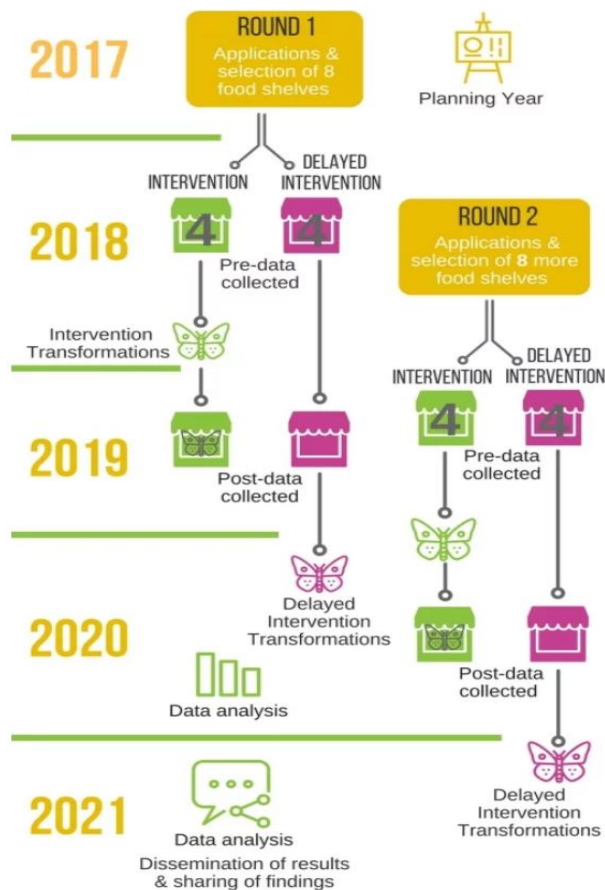 2017
ROUND 1
Applications &
selection of 8
food shelves
Planning Year
INTERVENTION
DELAYED
INTERVENTION
2018
4
4
Pre-data
collected
ROUND 2
Applications &
selection of 8 more
food shelves
Intervention
Transformations
INTERVENTION
DELAYED
INTERVENTION
2019
4
4
Post-data
collected
Pre-data
collected
2020
Delayed
Intervention
Transformations
Data analysis
Post-data
collected
2021
Delayed
Intervention
Transformations
Data analysis
Dissemination of results
& sharing of findings